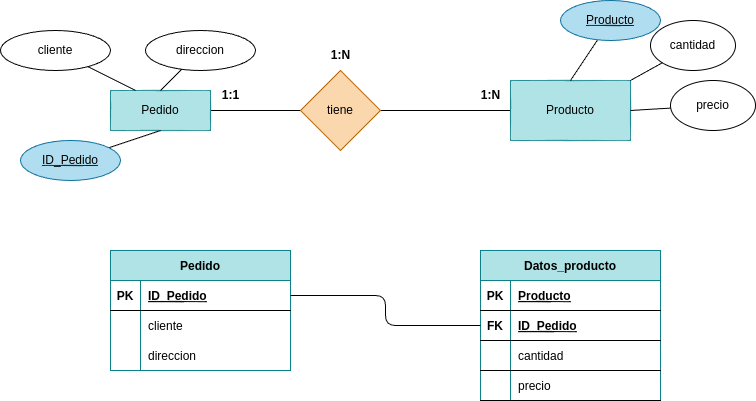 Producto
cliente
direccion
cantidad
1:N
1:1
1:N
Pedido
tiene
Producto
precio
ID_Pedido
Pedido
PK ID_Pedido
cliente
direccion
Datos_producto
PK Producto
FK ID_Pedido
cantidad
precio